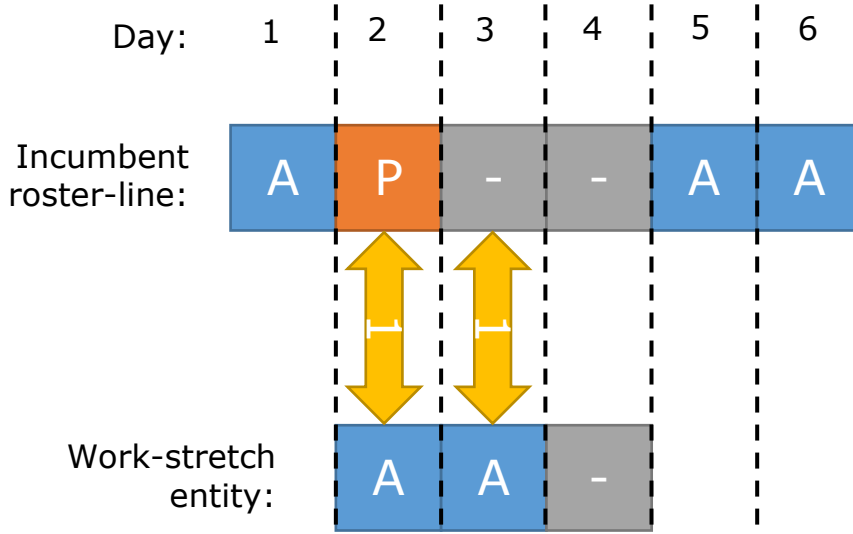 Day: 1 2 3 4 5 6
Incumbent
roster-line:
A P - - A A
1 1
Work-stretch
entity:
A A -